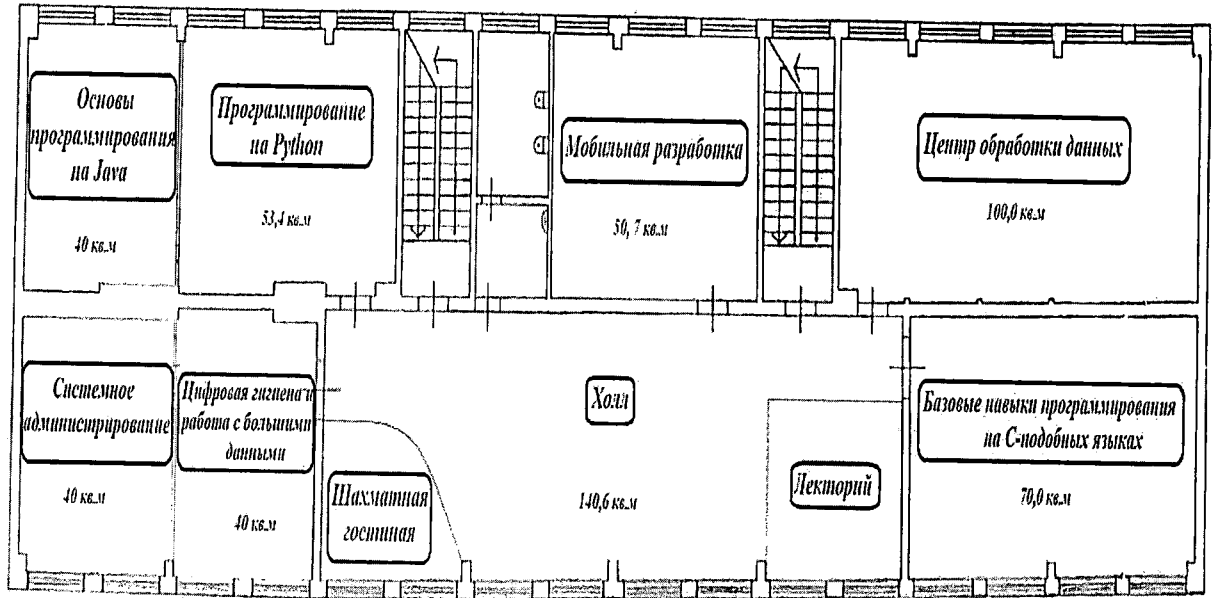 Основы
программирования
на Java
40 кв.м
Программирование
на Python
53,4 кв.м
Мобильная разработка
50, 7 кв.м
Центр обработки данных
100,0 кв.м
Системное
администрирование
40 кв.м
Цифровая гигиена и
работа с большими
данными
40 кв.м
Шахматная
гостиная
Холл
140,6 кв.м
Лекторий
Базовые навыки программирования
на С-подобных языках
70,0 кв.м